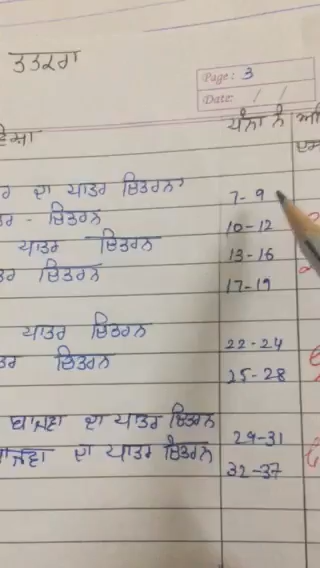 ਤਤਕਰਾ
Page: 3
Date: / /
ਵਿਸ਼ਾ ਪੰਨਾ ਨੰ
ਦਾ ਪਾਤਰ ਚਿਤਰਨ 7-9
- ਚਿਤਰਨ 10-12
ਪਾਤਰ ਚਿਤਰਨ 13-16
ਚਿਤਰਨ 17-19
ਪਾਤਰ ਚਿਤਰਨ 22-24
ਚਿਤਰਨ 25-28
ਬਾਜਵਾ ਦਾ ਪਾਤਰ ਚਿਤਰਨ 29-31
ਦਾ ਪਾਤਰ ਚਿਤਰਨ 32-37